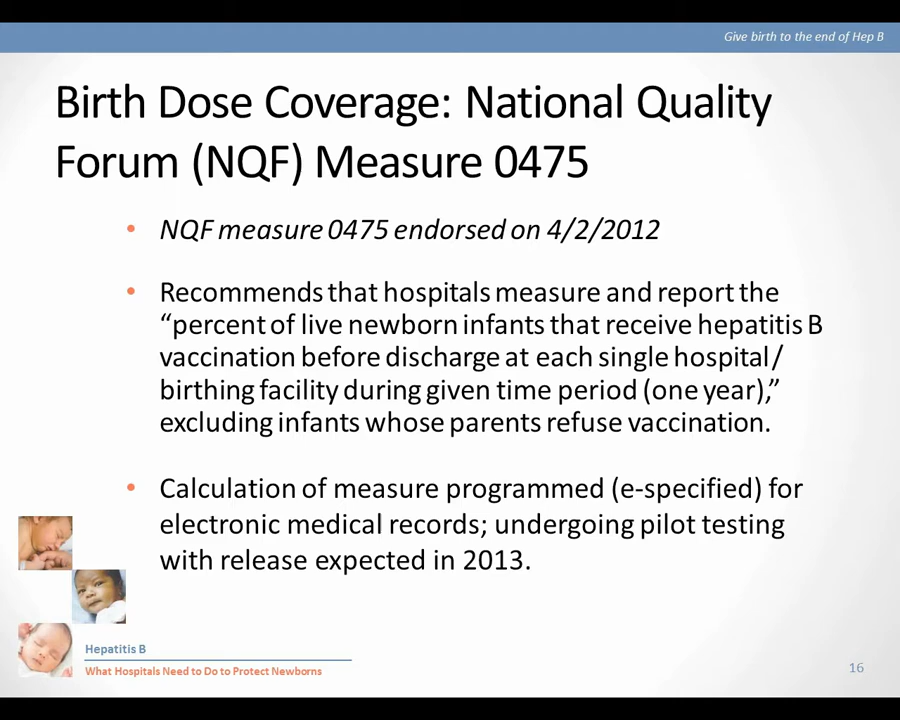 Give birth to the end of Hep B
Birth Dose Coverage: National Quality
Forum (NQF) Measure 0475
• NQF measure 0475 endorsed on 4/2/2012
• Recommends that hospitals measure and report the
“percent of live newborn infants that receive hepatitis B
vaccination before discharge at each single hospital/
birthing facility during given time period (one year),”
excluding infants whose parents refuse vaccination.
• Calculation of measure programmed (e-specified) for
electronic medical records; undergoing pilot testing
with release expected in 2013.
Hepatitis B
What Hospitals Need to Do to Protect Newborns
16